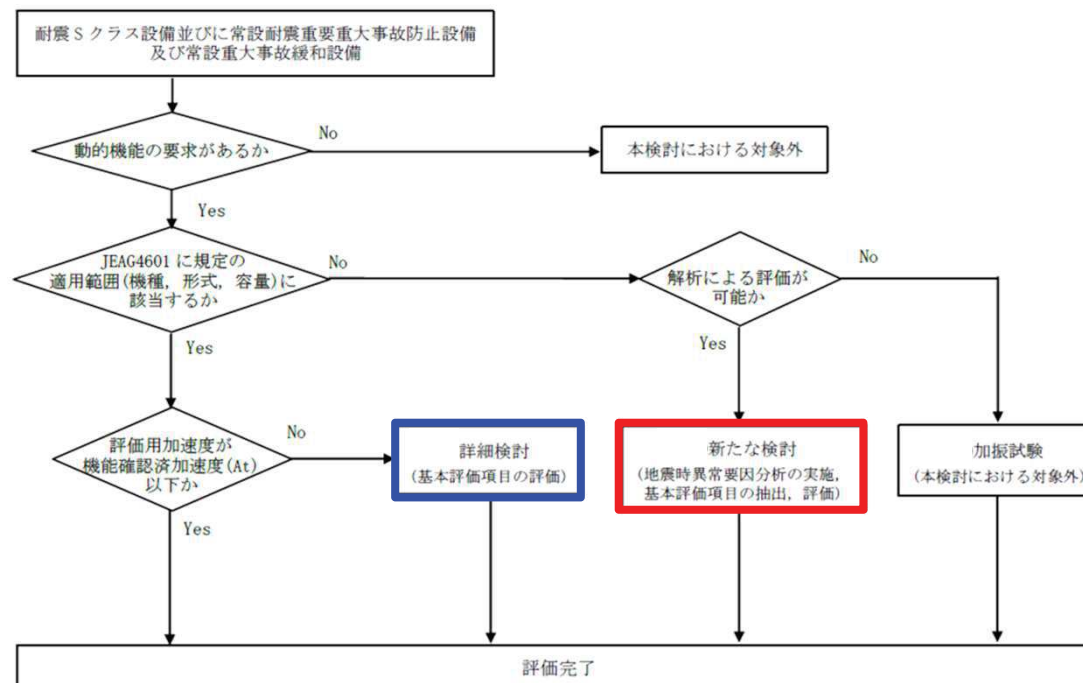 耐震Sクラス設備並びに常設耐震重要重大事故防止設備
及び常設重大事故緩和設備
動的機能の要求があるか
No
本検討における対象外
Yes
JEAG4601に規定の
適用範囲(機種, 形式, 容量)に
該当するか
No
解析による評価が
可能か
No
Yes
Yes
評価用加速度が
機能確認済加速度(At)
以下か
No
詳細検討
(基本評価項目の評価)
新たな検討
(地震時異常要因分析の実施,
基本評価項目の抽出, 評価)
加振試験
(本検討における対象外)
Yes
評価完了